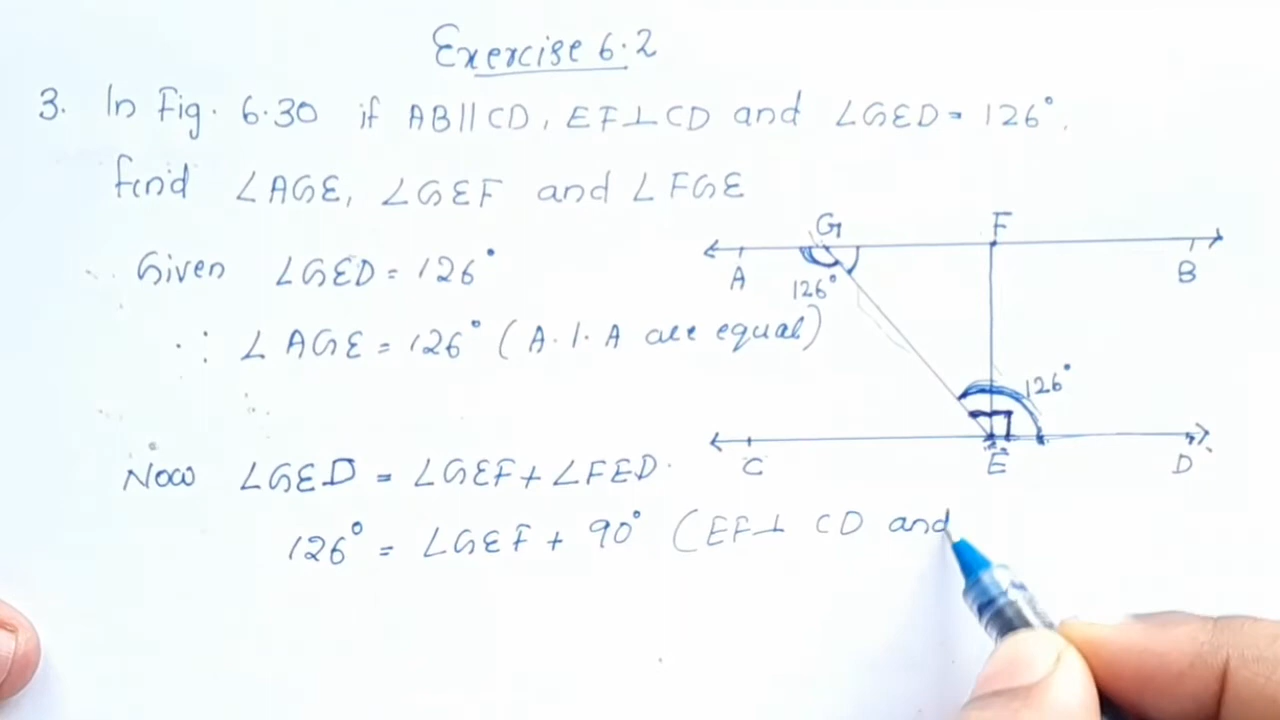 Exercise 6.2
3. In Fig. 6.30 if AB||CD, EF⊥CD and ∠GED = 126°.
find ∠AGE, ∠GEF and ∠FGE
Given ∠GED = 126°
∴ ∠AGE = 126° (A.I.A are equal)
Now ∠GED = ∠GEF + ∠FED.
126° = ∠GEF + 90° (EF⊥ CD and
G F
A 126° B
126°
C E D